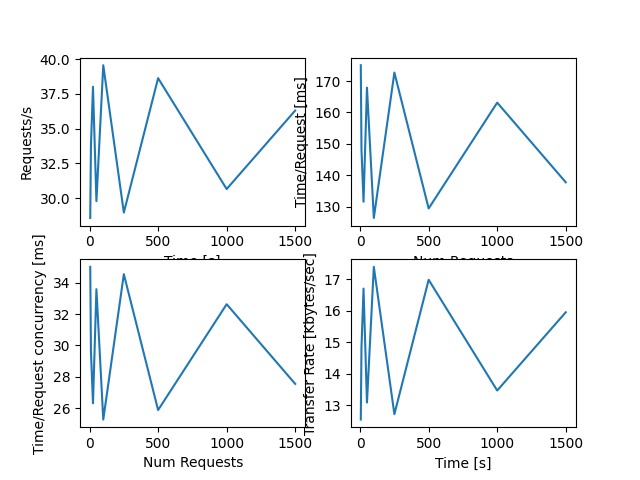 40.0
37.5
35.0
32.5
30.0
Requests/s
0 500 1000 1500
Time [s]
170
160
150
140
130
Time/Request [ms]
0 500 1000 1500
Num Requests
34
32
30
28
26
Time/Request concurrency [ms]
0 500 1000 1500
Num Requests
17
16
15
14
13
Transfer Rate [Kbytes/sec]
0 500 1000 1500
Time [s]